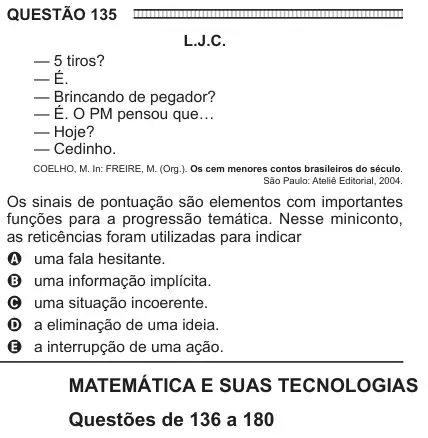 QUESTÃO 135
L.J.C.
— 5 tiros?
— É.
— Brincando de pegador?
— É. O PM pensou que…
— Hoje?
— Cedinho.
COELHO, M. In: FREIRE, M. (Org.). Os cem menores contos brasileiros do século.
São Paulo: Ateliê Editorial, 2004.
Os sinais de pontuação são elementos com importantes
funções para a progressão temática. Nesse miniconto,
as reticências foram utilizadas para indicar
A uma fala hesitante.
B uma informação implícita.
C uma situação incoerente.
D a eliminação de uma ideia.
E a interrupção de uma ação.
MATEMÁTICA E SUAS TECNOLOGIAS
Questões de 136 a 180